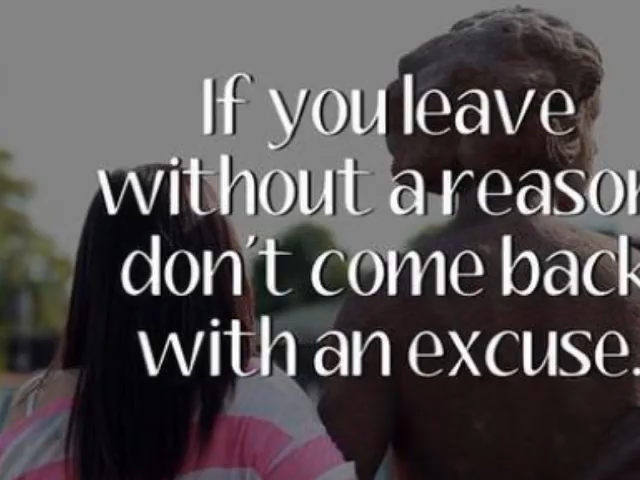 If you leave
without a reason
don't come back
with an excuse.